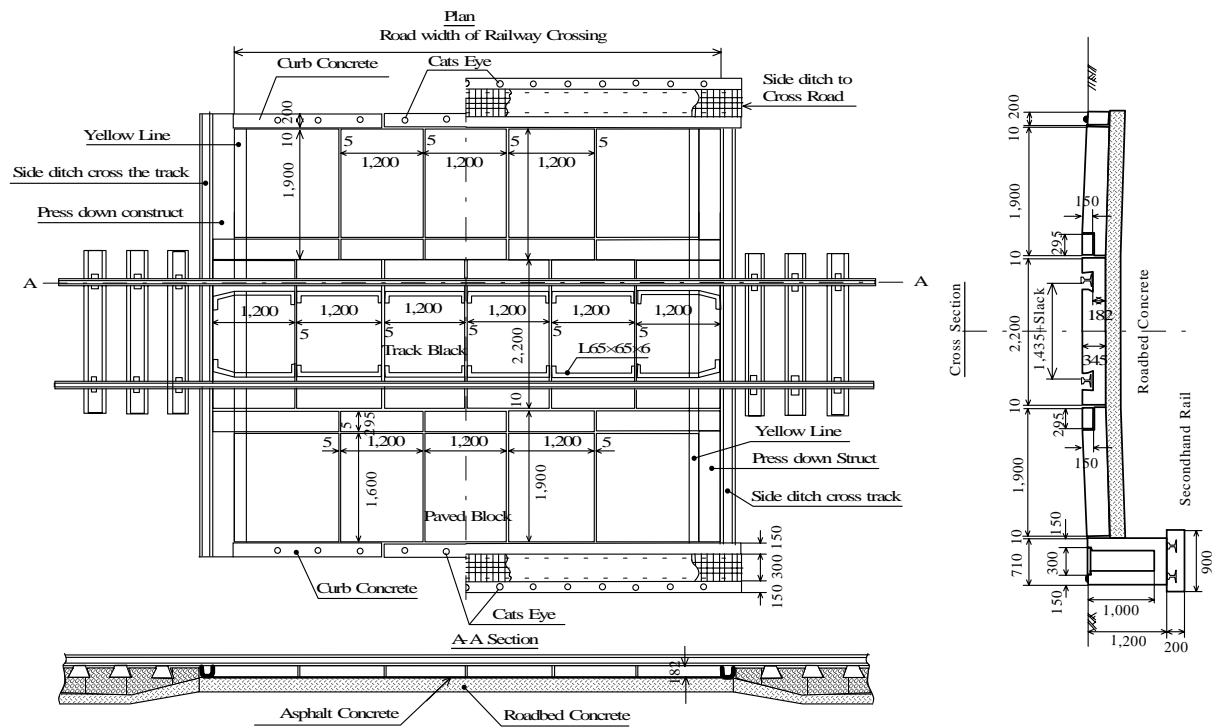 Plan
Road width of Railway Crossing
Curb Concrete
Cats Eye
Side ditch to
Cross Road
Yellow Line
Side ditch cross the track
Press down construct
200
10
1,900
5
5
5
5
1,200
1,200
1,200
A
A
1,200
1,200
1,200
1,200
1,200
1,200
5
5
5
5
5
2,200
Track Black
L65×65×6
10
295
5
5
1,200
1,200
1,200
5
1,600
1,900
Paved Block
Yellow Line
Press down Struct
Side ditch cross track
150
300
150
Curb Concrete
Cats Eye
A-A Section
182
Asphalt Concrete
Roadbed Concrete
Cross Section
200
10
1,900
10
2,200
10
1,900
10
710
150
295
1,435+Slack
182
345
295
150
150
300
150
1,000
1,200
200
900
Roadbed Concrete
Secondhand Rail